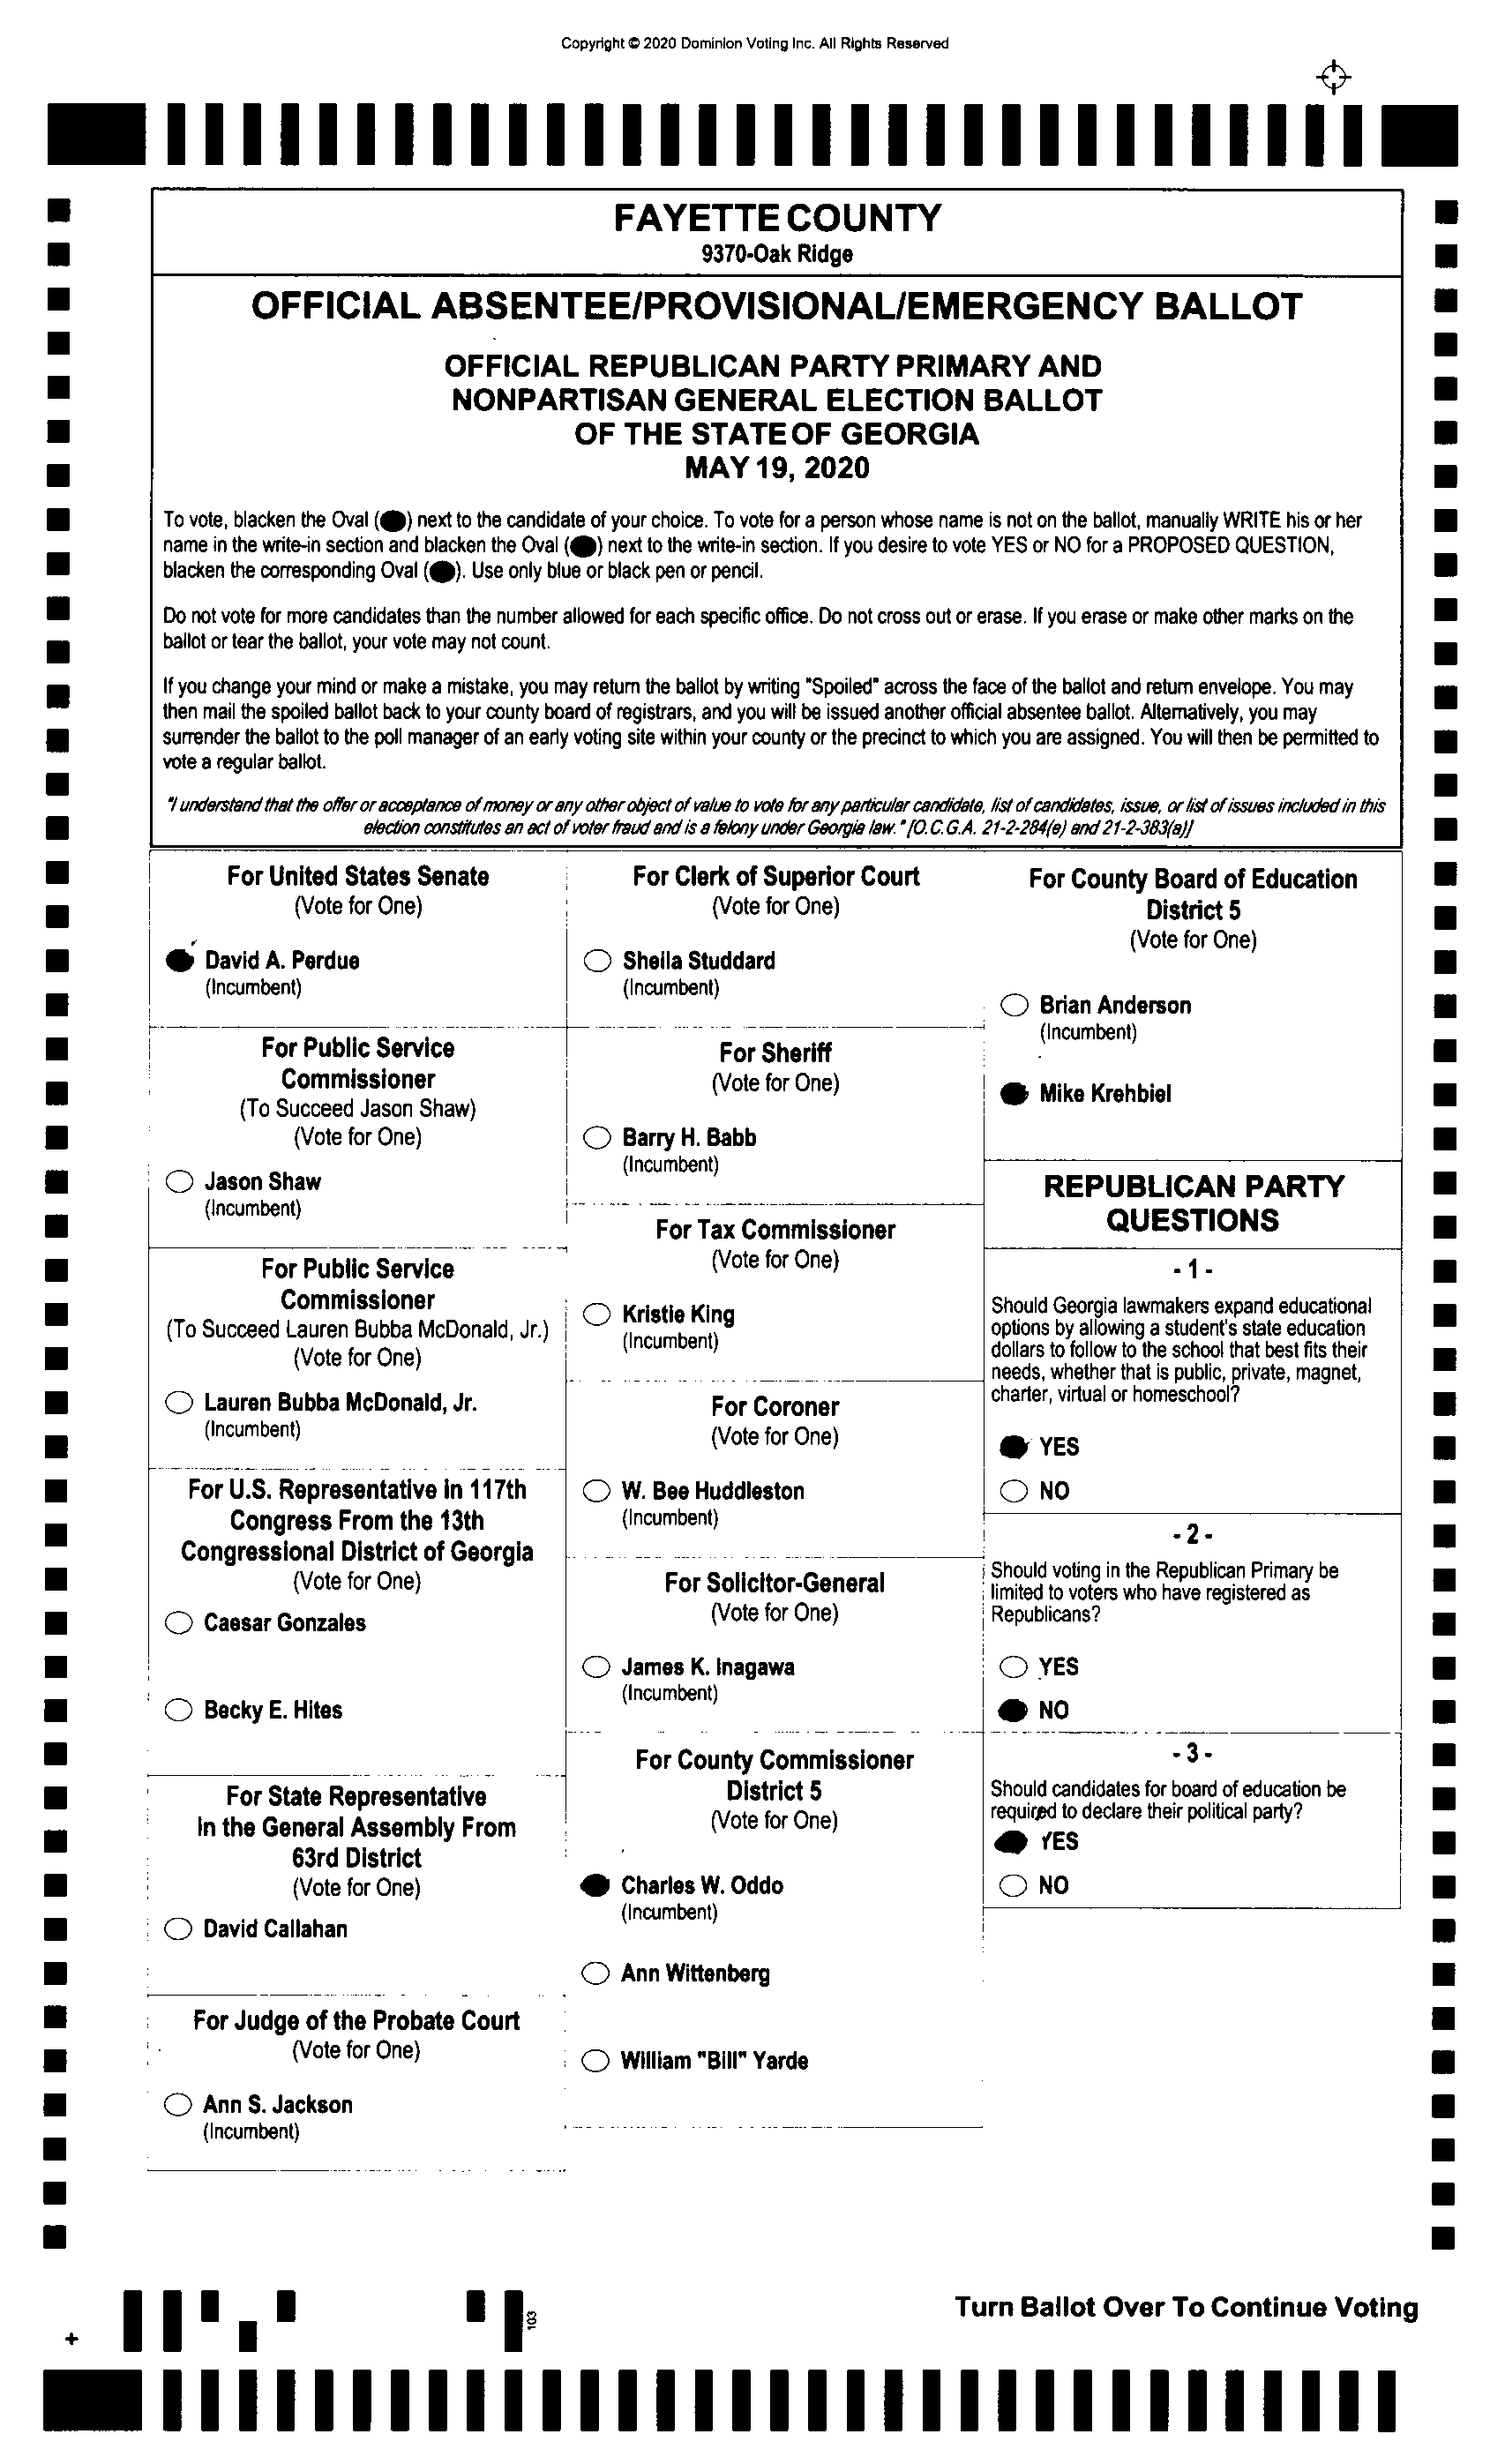 Copyright © 2020 Dominion Voting Inc. All Rights Reserved
FAYETTE COUNTY
9370-Oak Ridge
OFFICIAL ABSENTEE/PROVISIONAL/EMERGENCY BALLOT
OFFICIAL REPUBLICAN PARTY PRIMARY AND
NONPARTISAN GENERAL ELECTION BALLOT
OF THE STATE OF GEORGIA
MAY 19, 2020
To vote, blacken the Oval (⬬) next to the candidate of your choice. To vote for a person whose name is not on the ballot, manually WRITE his or her
name in the write-in section and blacken the Oval (⬬) next to the write-in section. If you desire to vote YES or NO for a PROPOSED QUESTION,
blacken the corresponding Oval (⬬). Use only blue or black pen or pencil.
Do not vote for more candidates than the number allowed for each specific office. Do not cross out or erase. If you erase or make other marks on the
ballot or tear the ballot, your vote may not count.
If you change your mind or make a mistake, you may return the ballot by writing "Spoiled" across the face of the ballot and return envelope. You may
then mail the spoiled ballot back to your county board of registrars, and you will be issued another official absentee ballot. Alternatively, you may
surrender the ballot to the poll manager of an early voting site within your county or the precinct to which you are assigned. You will then be permitted to
vote a regular ballot.
"I understand that the offer or acceptance of money or any other object of value to vote for any particular candidate, list of candidates, issue, or list of issues included in this
election constitutes an act of voter fraud and is a felony under Georgia law." [O.C.G.A. 21-2-284(e) and 21-2-383(a)]
For United States Senate
(Vote for One)
David A. Perdue
(Incumbent)
For Public Service
Commissioner
(To Succeed Jason Shaw)
(Vote for One)
Jason Shaw
(Incumbent)
For Public Service
Commissioner
(To Succeed Lauren Bubba McDonald, Jr.)
(Vote for One)
Lauren Bubba McDonald, Jr.
(Incumbent)
For U.S. Representative in 117th
Congress From the 13th
Congressional District of Georgia
(Vote for One)
Caesar Gonzales
Becky E. Hites
For State Representative
In the General Assembly From
63rd District
(Vote for One)
David Callahan
For Judge of the Probate Court
(Vote for One)
Ann S. Jackson
(Incumbent)
For Clerk of Superior Court
(Vote for One)
Sheila Studdard
(Incumbent)
For Sheriff
(Vote for One)
Barry H. Babb
(Incumbent)
For Tax Commissioner
(Vote for One)
Kristie King
(Incumbent)
For Coroner
(Vote for One)
W. Bee Huddleston
(Incumbent)
For Solicitor-General
(Vote for One)
James K. Inagawa
(Incumbent)
For County Commissioner
District 5
(Vote for One)
Charles W. Oddo
(Incumbent)
Ann Wittenberg
William "Bill" Yarde
For County Board of Education
District 5
(Vote for One)
Brian Anderson
(Incumbent)
Mike Krehbiel
REPUBLICAN PARTY
QUESTIONS
- 1 -
Should Georgia lawmakers expand educational
options by allowing a student's state education
dollars to follow to the school that best fits their
needs, whether that is public, private, magnet,
charter, virtual or homeschool?
YES
NO
- 2 -
Should voting in the Republican Primary be
limited to voters who have registered as
Republicans?
YES
NO
- 3 -
Should candidates for board of education be
required to declare their political party?
YES
NO
Turn Ballot Over To Continue Voting
103